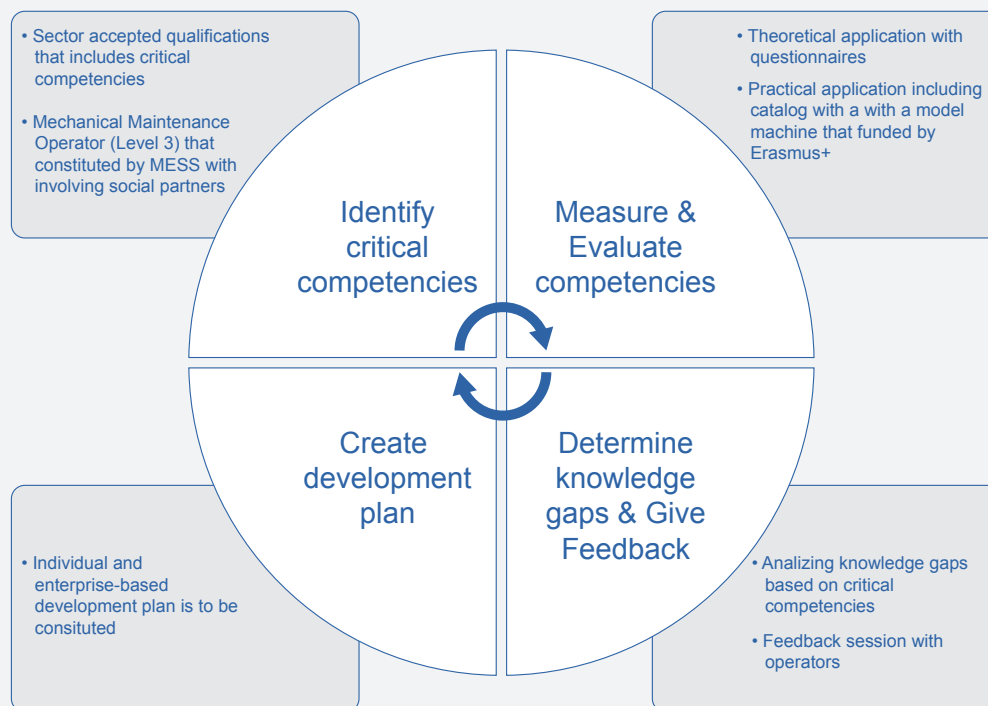 • Sector accepted qualifications
that includes critical
competencies
• Mechanical Maintenance
Operator (Level 3) that
constituted by MESS with
involving social partners
• Theoretical application with
questionnaires
• Practical application including
catalog with a with a model
machine that funded by
Erasmus+
Identify
critical
competencies
Measure &
Evaluate
competencies
Create
development
plan
Determine
knowledge
gaps & Give
Feedback
• Individual and
enterprise-based
development plan is to be
consituted
• Analizing knowledge gaps
based on critical
competencies
• Feedback session with
operators